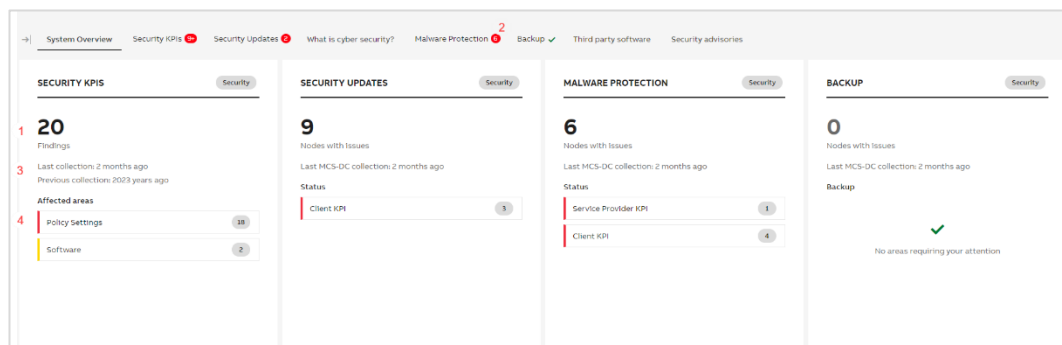 2
System Overview Security KPIs 9+ Security Updates 2 What is cyber security? Malware Protection 6 Backup Third party software Security advisories
SECURITY KPIS Security
1 20
Findings
3 Last collection: 2 months ago
Previous collection: 2023 years ago
Affected areas
4 Policy Settings 18
Software 2
SECURITY UPDATES Security
9
Nodes with Issues
Last MCS-DC collection: 2 months ago
Status
Client KPI 3
MALWARE PROTECTION Security
6
Nodes with Issues
Last MCS-DC collection: 2 months ago
Status
Service Provider KPI 1
Client KPI 4
BACKUP Security
0
Nodes with Issues
Last MCS-DC collection: 2 months ago
Backup
No areas requiring your attention